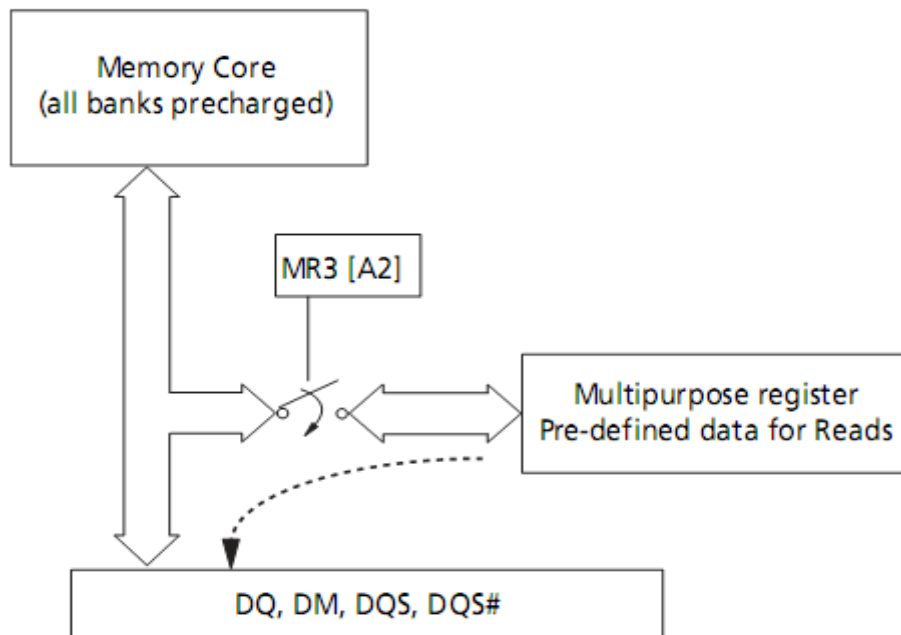 Memory Core
(all banks precharged)
MR3 [A2]
Multipurpose register
Pre-defined data for Reads
DQ, DM, DQS, DQS#